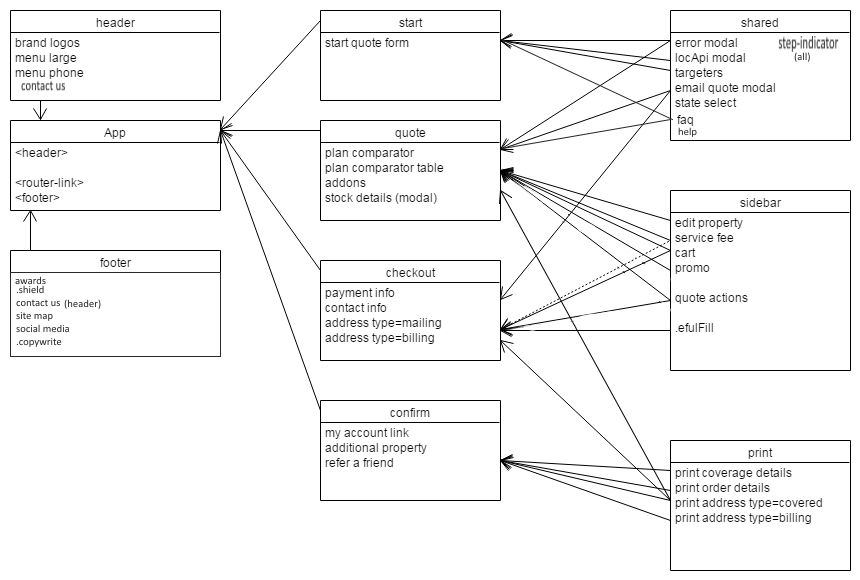 header
brand logos
menu large
menu phone
contact us
App
<header>
<router-link>
<footer>
footer
awards
.shield
contact us (header)
site map
social media
.copywrite
start
start quote form
quote
plan comparator
plan comparator table
addons
stock details (modal)
checkout
payment info
contact info
address type=mailing
address type=billing
confirm
my account link
additional property
refer a friend
shared
error modal
step-indicator
locApi modal
(all)
targeters
email quote modal
state select
faq
help
sidebar
edit property
service fee
cart
promo
quote actions
.efulFill
print
print coverage details
print order details
print address type=covered
print address type=billing